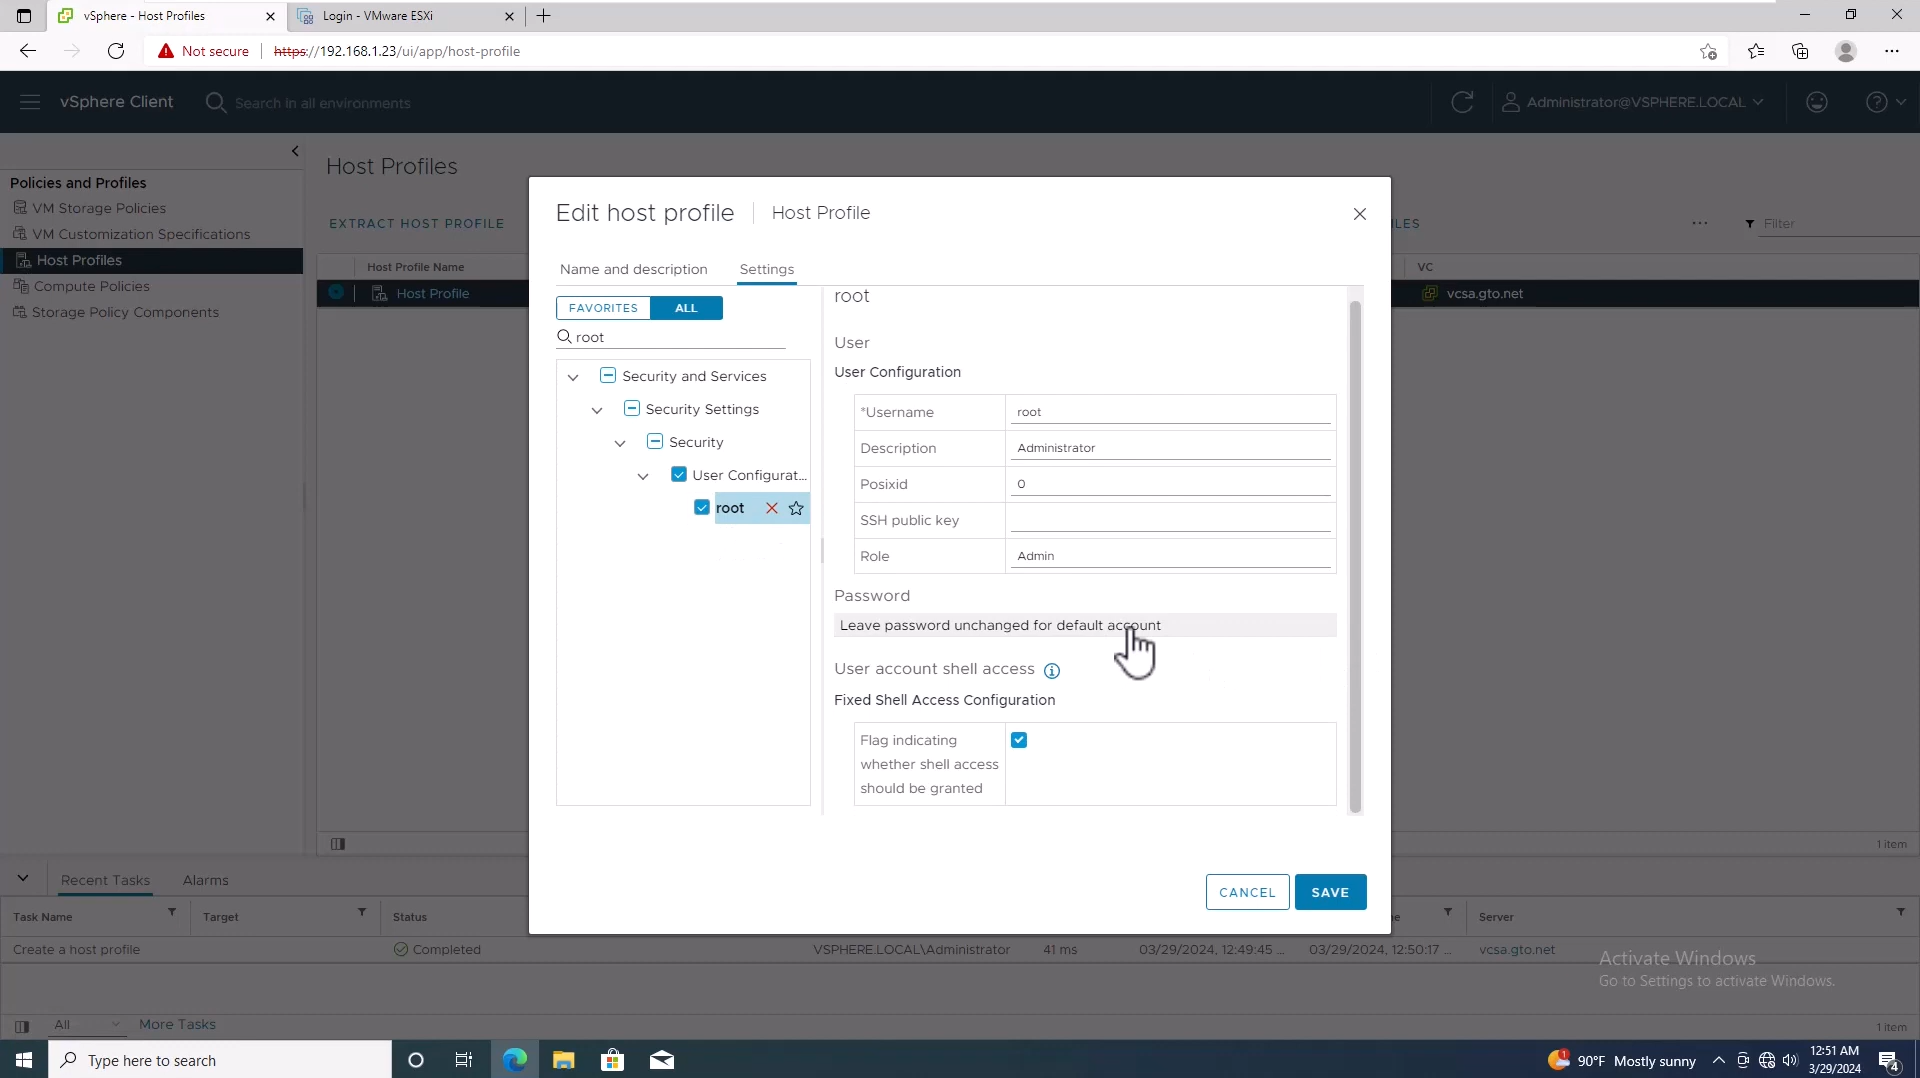 vSphere - Host Profiles
Login - VMware ESXi
Not secure
https://192.168.1.23/ui/app/host-profile
vSphere Client
Search in all environments
Administrator@VSPHERE.LOCAL
Policies and Profiles
VM Storage Policies
VM Customization Specifications
Host Profiles
Compute Policies
Storage Policy Components
Host Profiles
EXTRACT HOST PROFILE
Filter
Host Profile Name
VC
Host Profile
vcsa.gto.net
1 item
Edit host profile
Host Profile
Name and description
Settings
FAVORITES
ALL
root
Security and Services
Security Settings
Security
User Configurat...
root
root
User
User Configuration
*Username
root
Description
Administrator
Posixid
0
SSH public key
Role
Admin
Password
Leave password unchanged for default account
User account shell access
Fixed Shell Access Configuration
Flag indicating
whether shell access
should be granted
CANCEL
SAVE
Recent Tasks
Alarms
Task Name
Target
Status
Server
Create a host profile
Completed
VSPHERE.LOCAL\Administrator
41 ms
03/29/2024, 12:49:45 ...
03/29/2024, 12:50:17 ...
vcsa.gto.net
All
More Tasks
1 item
Activate Windows
Go to Settings to activate Windows.
Type here to search
1
90°F Mostly sunny
12:51 AM
3/29/2024
4